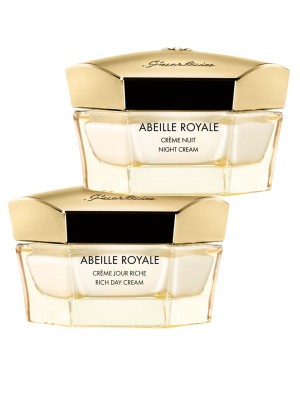 Guerlain
ABEILLE ROYALE
CRÈME NUIT
NIGHT CREAM
Guerlain
ABEILLE ROYALE
CRÈME JOUR RICHE
RICH DAY CREAM